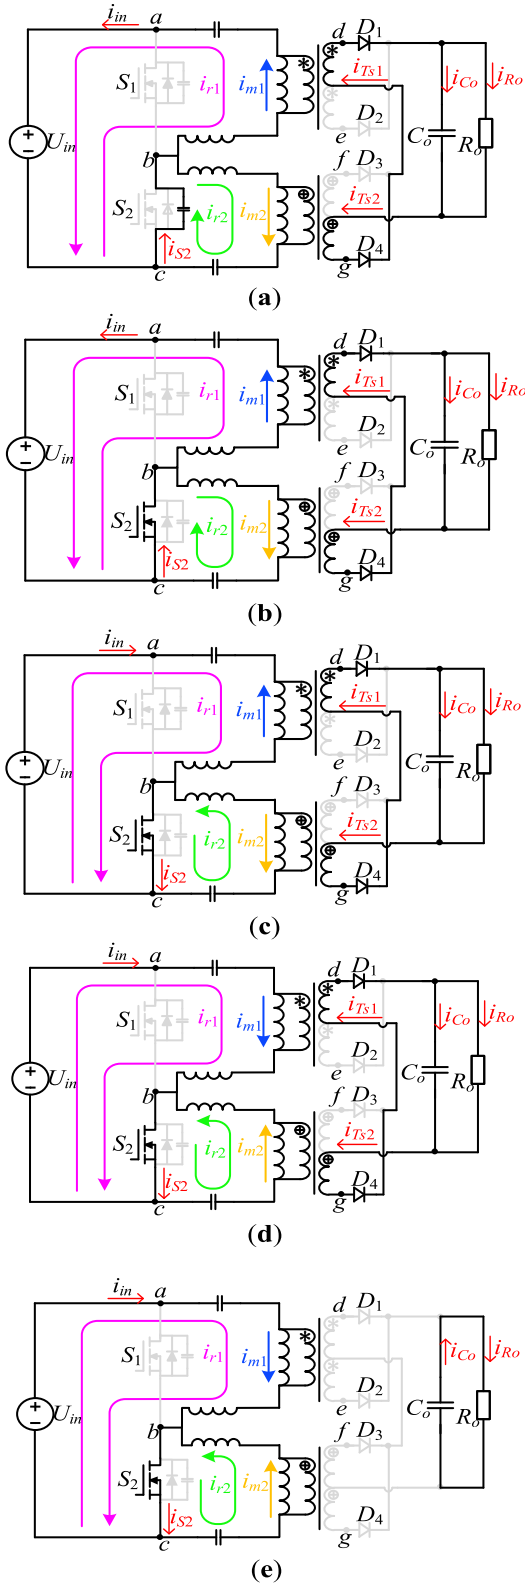 i_in a d D_1
S_1 i_r1 i_m1 * * i_Ts1 i_Co i_Ro
U_in D_2 C_o R_o
b e f D_3
S_2 i_r2 i_m2 i_Ts2
i_S2 D_4
c g
(a)
i_in a d D_1
S_1 i_r1 i_m1 * * i_Ts1 i_Co i_Ro
U_in D_2 C_o R_o
b e f D_3
S_2 i_r2 i_m2 i_Ts2
i_S2 D_4
c g
(b)
i_in a d D_1
S_1 i_r1 i_m1 * * i_Ts1 i_Co i_Ro
U_in D_2 C_o R_o
b e f D_3
S_2 i_r2 i_m2 i_Ts2
i_S2 D_4
c g
(c)
i_in a d D_1
S_1 i_r1 i_m1 * * i_Ts1 i_Co i_Ro
U_in D_2 C_o R_o
b e f D_3
S_2 i_r2 i_m2 i_Ts2
i_S2 D_4
c g
(d)
i_in a d D_1
S_1 i_r1 i_m1 * * i_Co i_Ro
U_in D_2 C_o R_o
b e f D_3
S_2 i_r2 i_m2
i_S2 D_4
c g
(e)